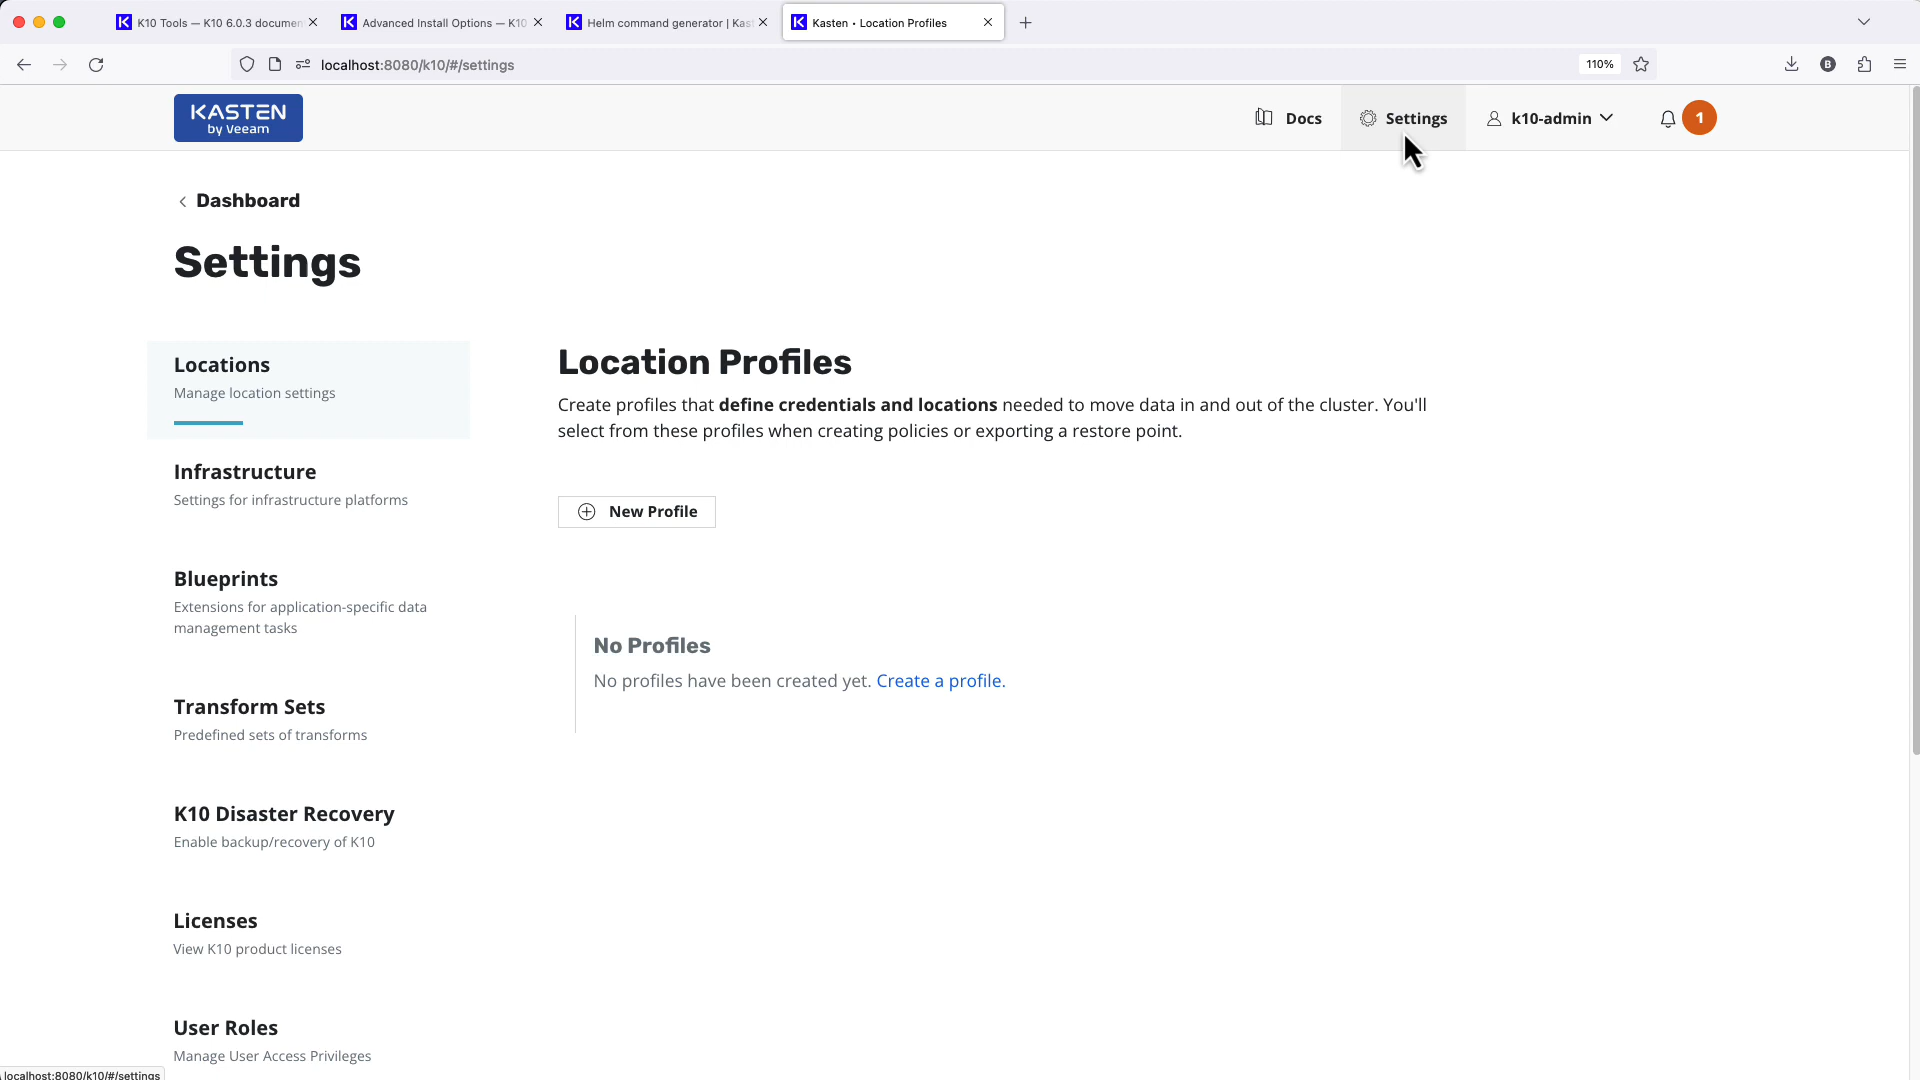 K10 Tools — K10 6.0.3 documen
Advanced Install Options — K10
Helm command generator | Kas
Kasten • Location Profiles
localhost:8080/k10/#/settings
110%
B
KASTEN
by Veeam
Docs
Settings
k10-admin
1
Dashboard
Settings
Locations
Manage location settings
Infrastructure
Settings for infrastructure platforms
Blueprints
Extensions for application-specific data
management tasks
Transform Sets
Predefined sets of transforms
K10 Disaster Recovery
Enable backup/recovery of K10
Licenses
View K10 product licenses
User Roles
Manage User Access Privileges
Location Profiles
Create profiles that define credentials and locations needed to move data in and out of the cluster. You'll
select from these profiles when creating policies or exporting a restore point.
New Profile
No Profiles
No profiles have been created yet. Create a profile.
localhost:8080/k10/#/settings